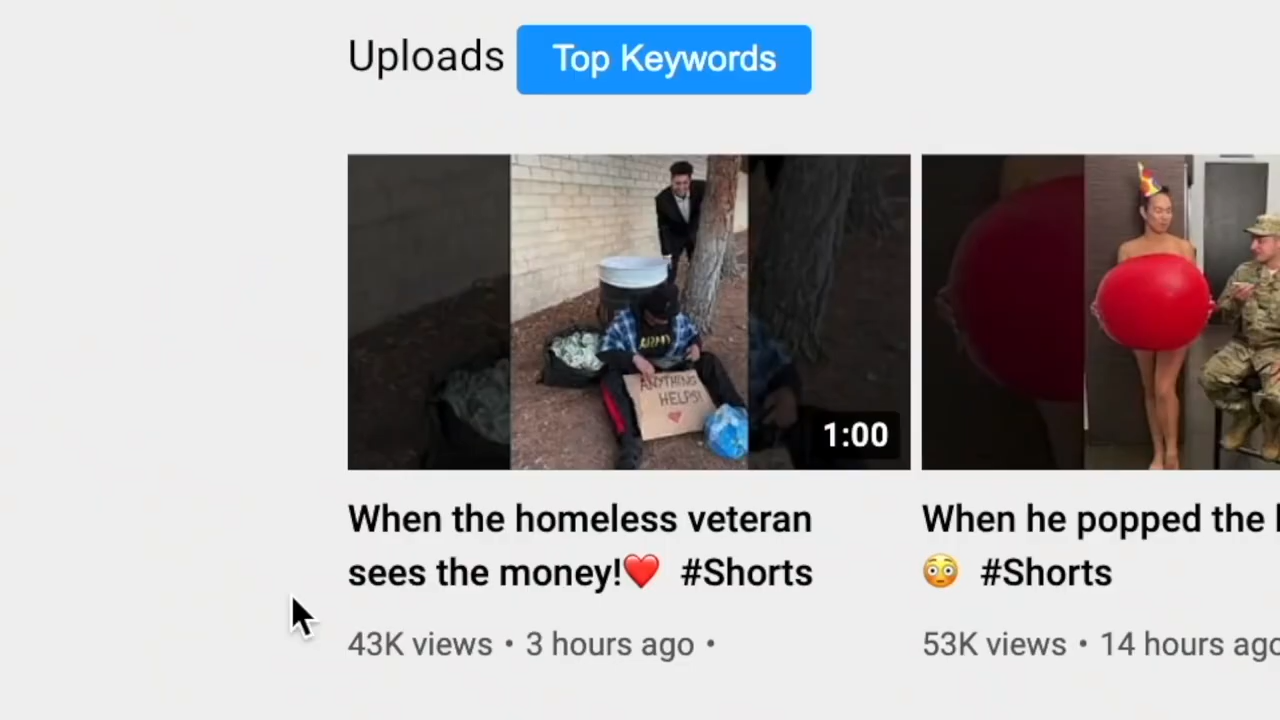 Uploads Top Keywords
ARMY
ANYTHING
HELPS!
1:00
When the homeless veteran
sees the money!❤️ #Shorts
43K views • 3 hours ago •
When he popped the
😳 #Shorts
53K views • 14 hours ago